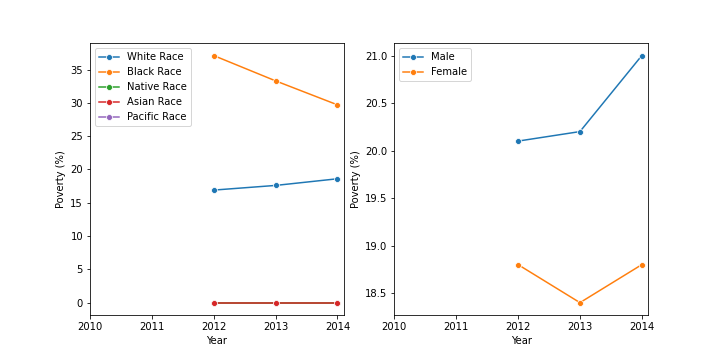 White Race
Black Race
Native Race
Asian Race
Pacific Race
35
30
25
20
15
10
5
0
Poverty (%)
2010 2011 2012 2013 2014
Year
Male
Female
21.0
20.5
20.0
19.5
19.0
18.5
Poverty (%)
2010 2011 2012 2013 2014
Year